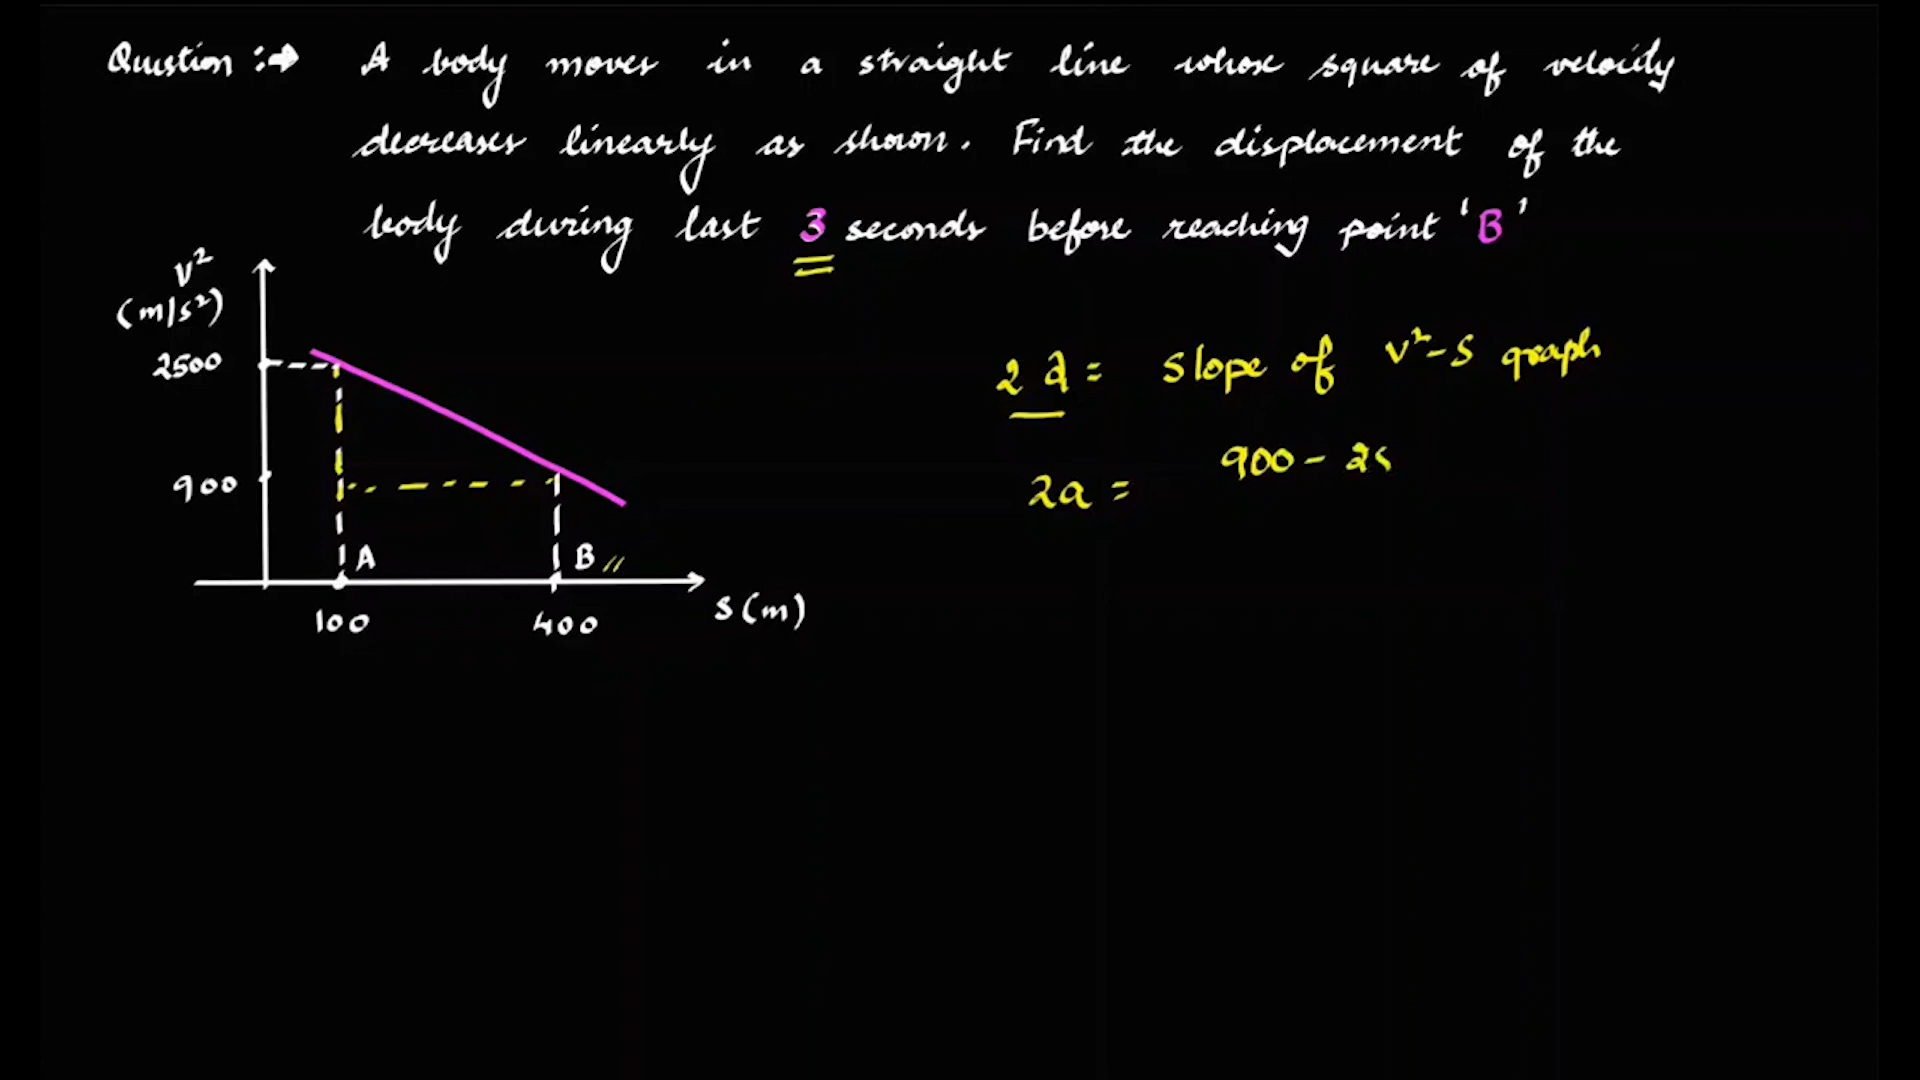 Question :→ A body moves in a straight line whose square of velocity
decreases linearly as shown. Find the displacement of the
body during last 3 seconds before reaching point 'B'
v²
(m/s²)
2500
900
A
B
100
400
s(m)
2a = slope of v²-s graph
2a = 900 - 25